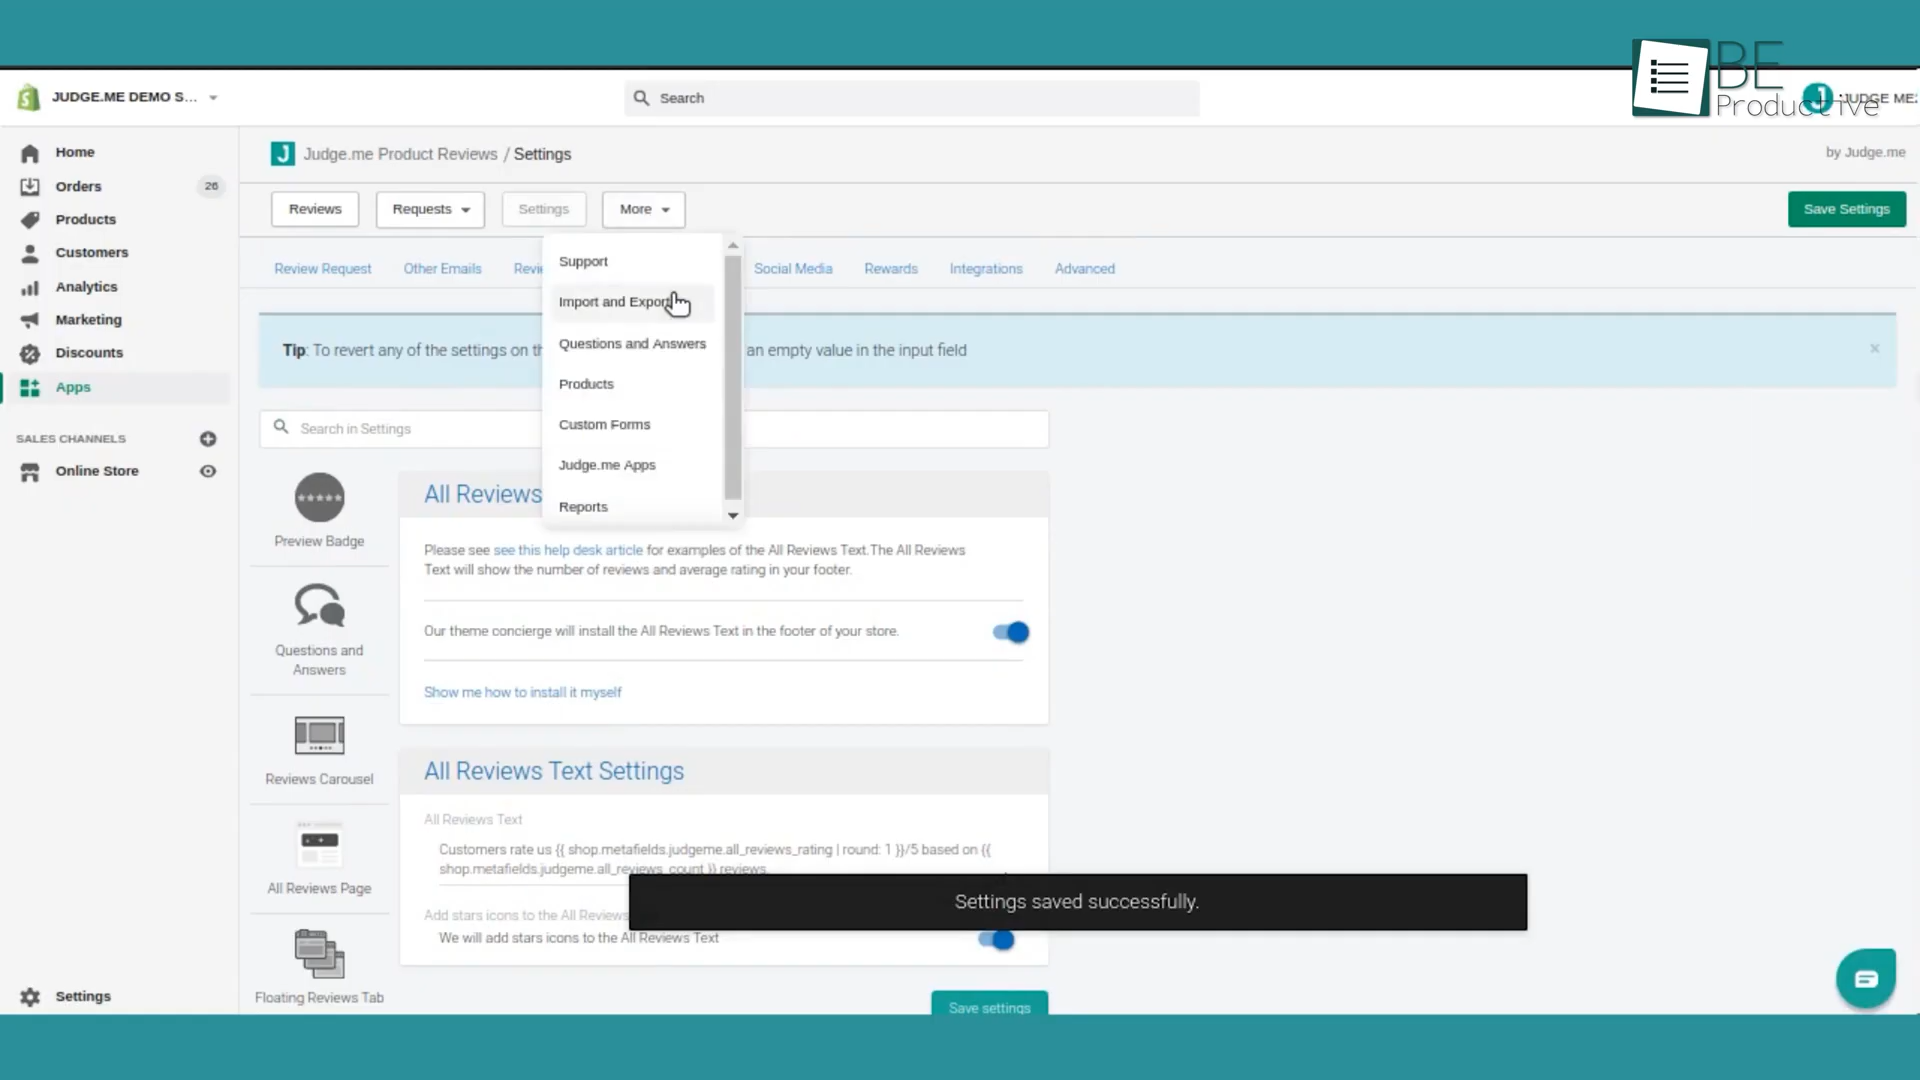 BE
Productive
JUDGE.ME DEMO S...
Search
JUDGE ME
Home
Orders 26
Products
Customers
Analytics
Marketing
Discounts
Apps
SALES CHANNELS
Online Store
Settings
Judge.me Product Reviews / Settings
by Judge.me
Reviews
Requests
Settings
More
Save Settings
Review Request
Other Emails
Social Media
Rewards
Integrations
Advanced
Support
Import and Export
Questions and Answers
Products
Custom Forms
Judge.me Apps
Reports
Tip: To revert any of the settings on
an empty value in the input field
Search in Settings
Preview Badge
Questions and
Answers
Reviews Carousel
All Reviews Page
Floating Reviews Tab
All Reviews
Please see see this help desk article for examples of the All Reviews Text.The All Reviews
Text will show the number of reviews and average rating in your footer.
Our theme concierge will install the All Reviews Text in the footer of your store.
Show me how to install it myself
All Reviews Text Settings
All Reviews Text
Customers rate us {{ shop.metafields.judgeme.all_reviews_rating | round: 1 }}/5 based on {{
shop.metafields.judgeme.all_reviews_count }} reviews.
Add stars icons to the All Reviews
We will add stars icons to the All Reviews Text
Settings saved successfully.
Save settings